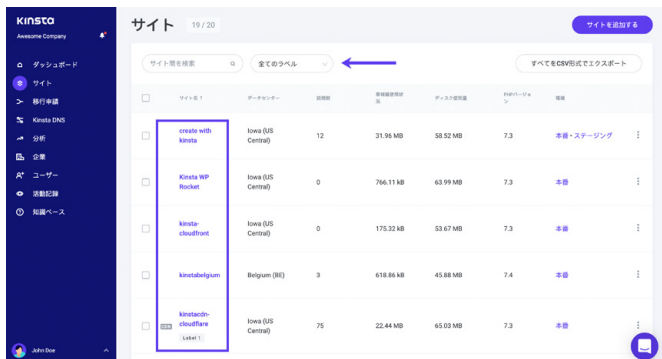 KINSTA
Awesome Company
ダッシュボード
サイト
移行申請
Kinsta DNS
分析
企業
ユーザー
活動記録
知識ベース
John Doe
サイト 19 / 20
サイトを追加する
サイト間を検索
全てのラベル
すべてをCSV形式でエクスポート
サイト名 ↑ データセンター 訪問数 帯域幅使用状況 ディスク使用量 PHPバージョン 環境
create with kinsta Iowa (US Central) 12 31.96 MB 58.52 MB 7.3 本番・ステージング
Kinsta WP Rocket Iowa (US Central) 0 766.11 kB 63.99 MB 7.3 本番
kinsta-cloudfront Iowa (US Central) 0 175.32 kB 53.67 MB 7.3 本番
kinstabelgium Belgium (BE) 3 618.86 kB 45.88 MB 7.4 本番
kinstacdn-cloudflare Iowa (US Central) 75 22.44 MB 65.03 MB 7.3 本番
Label 1